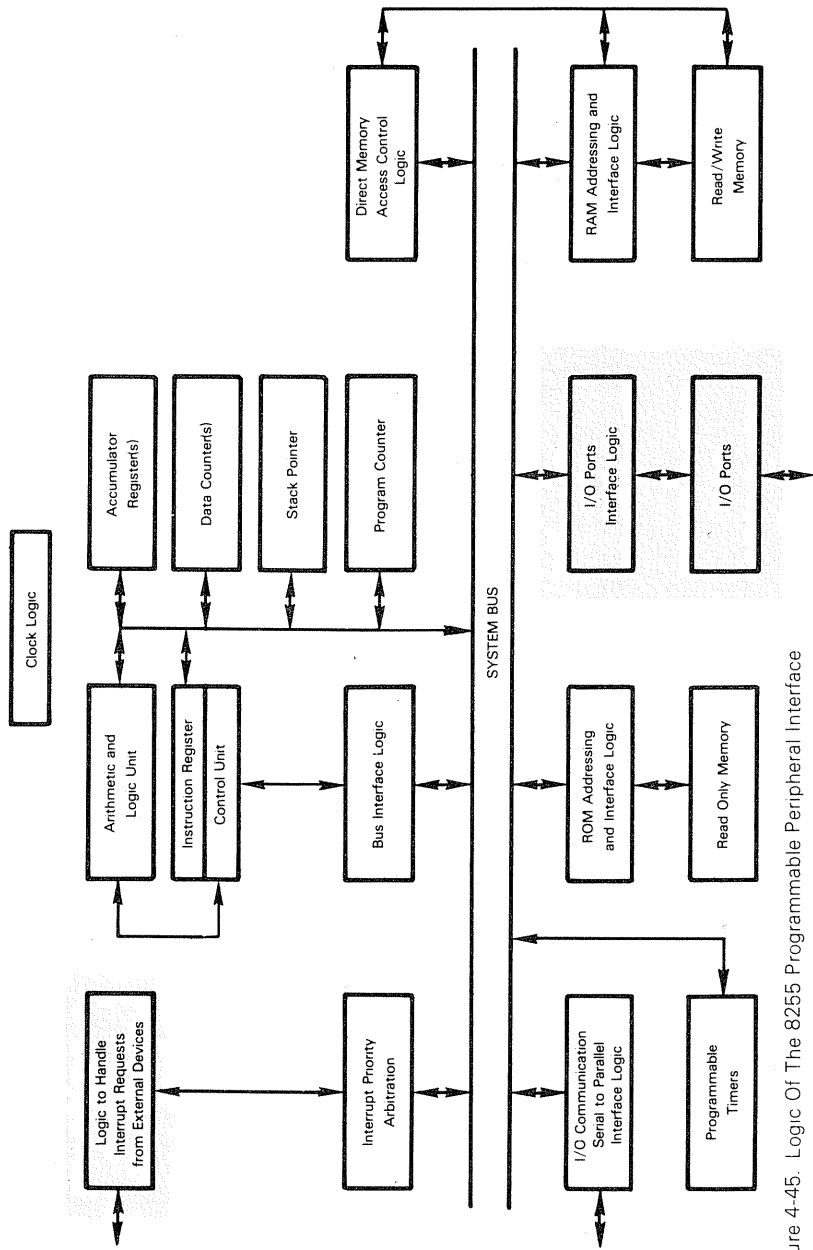 Clock Logic
Logic to Handle
Interrupt Requests
from External Devices
Arithmetic and
Logic Unit
Accumulator
Register(s)
Instruction Register
Control Unit
Data Counter(s)
Stack Pointer
Program Counter
Interrupt Priority
Arbitration
Bus Interface Logic
Direct Memory
Access Control
Logic
SYSTEM BUS
I/O Communication
Serial to Parallel
Interface Logic
ROM Addressing
and Interface Logic
I/O Ports
Interface Logic
RAM Addressing and
Interface Logic
Programmable
Timers
Read Only Memory
I/O Ports
Read/Write
Memory
ure 4-45. Logic Of The 8255 Programmable Peripheral Interface